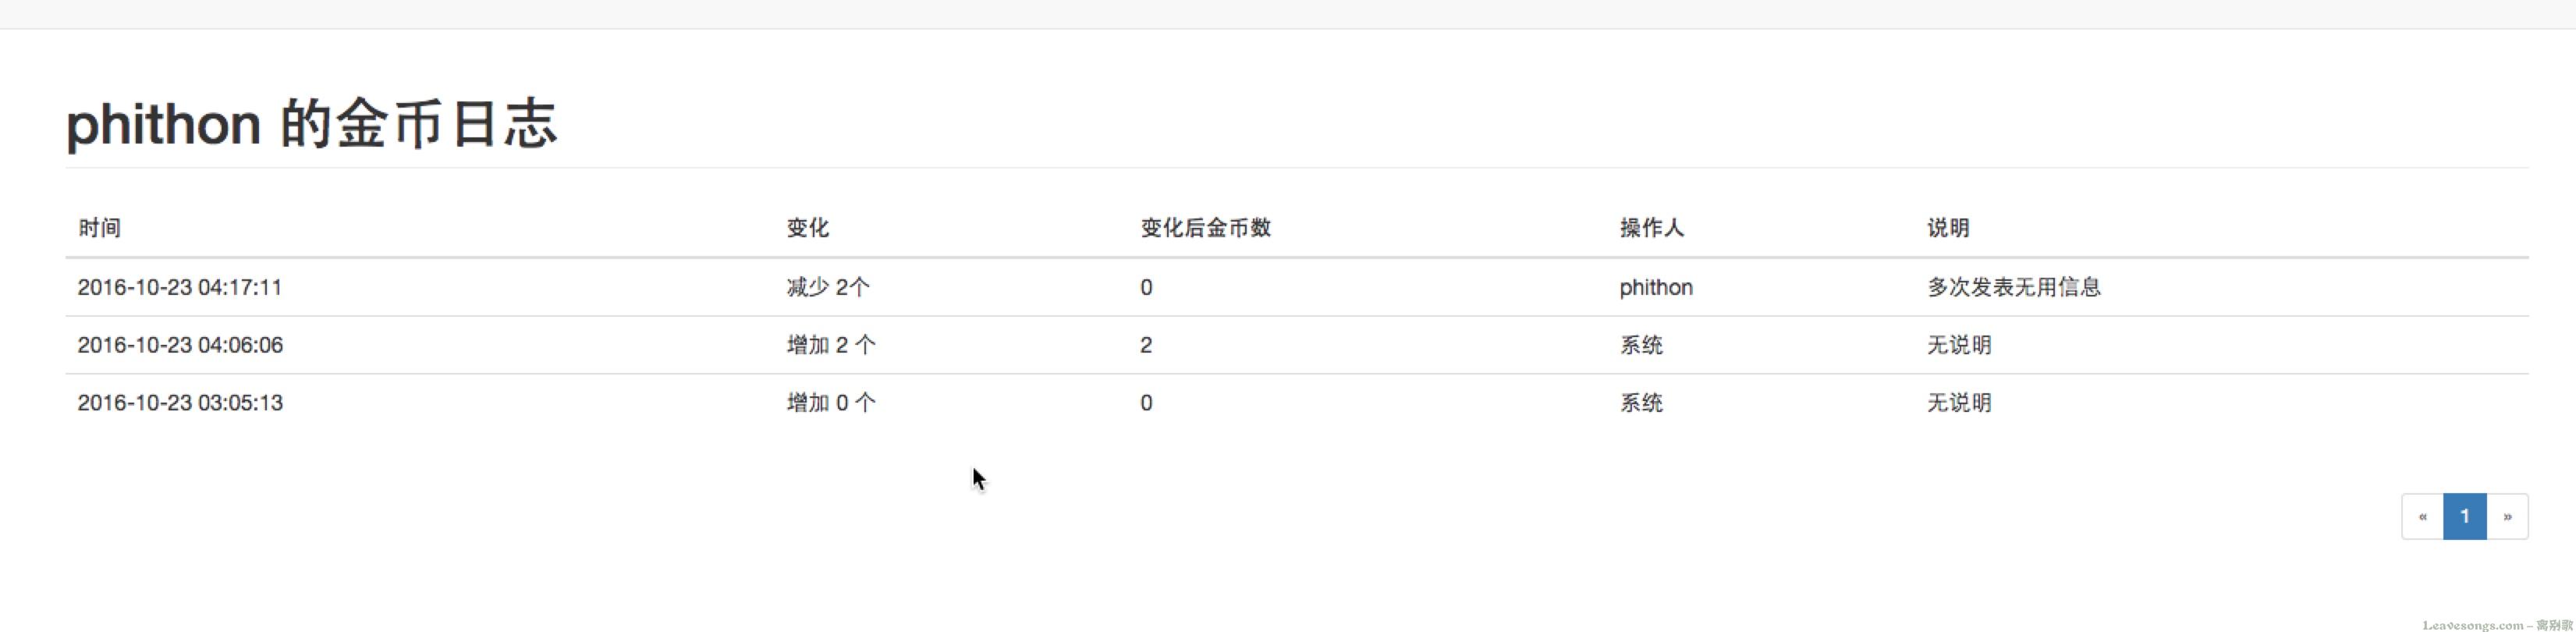 phithon 的金币日志
时间 变化 变化后金币数 操作人 说明
2016-10-23 04:17:11 减少 2个 0 phithon 多次发表无用信息
2016-10-23 04:06:06 增加 2 个 2 系统 无说明
2016-10-23 03:05:13 增加 0 个 0 系统 无说明
« 1 »
Leavesongs.com - 离别歌